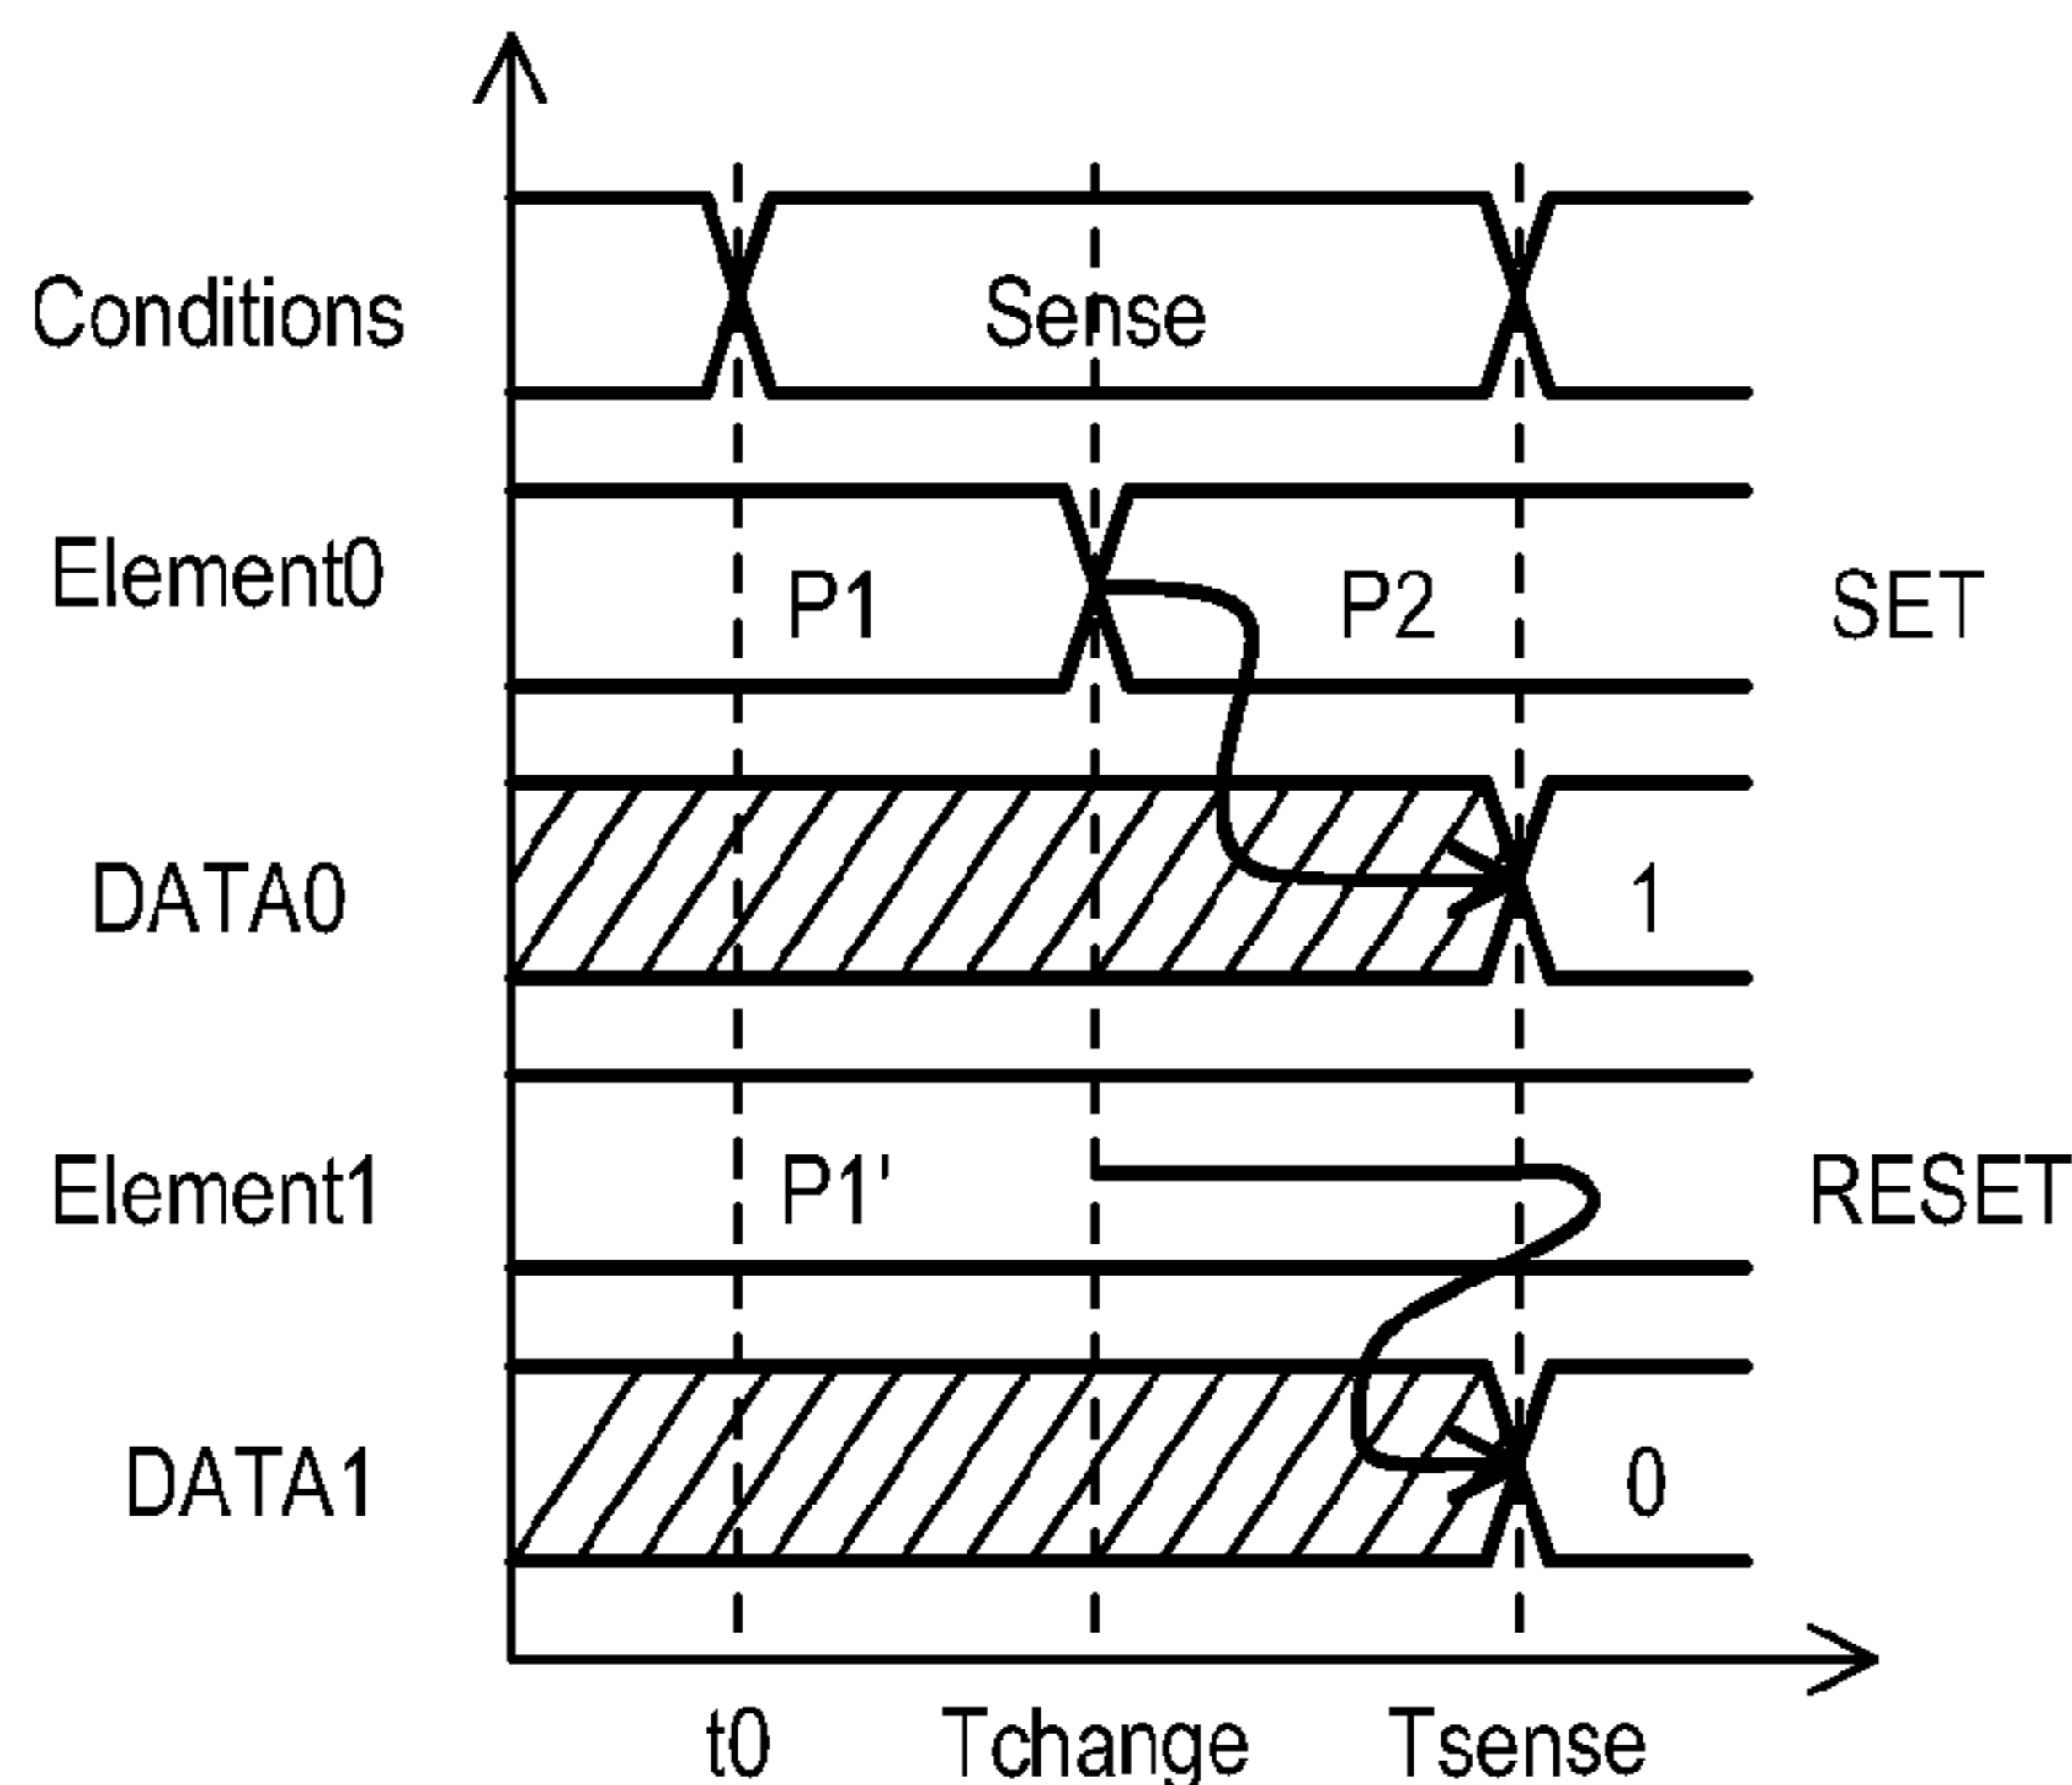 Conditions
Sense
Element0
P1
P2
SET
DATA0
1
Element1
P1'
RESET
DATA1
0
t0
Tchange
Tsense